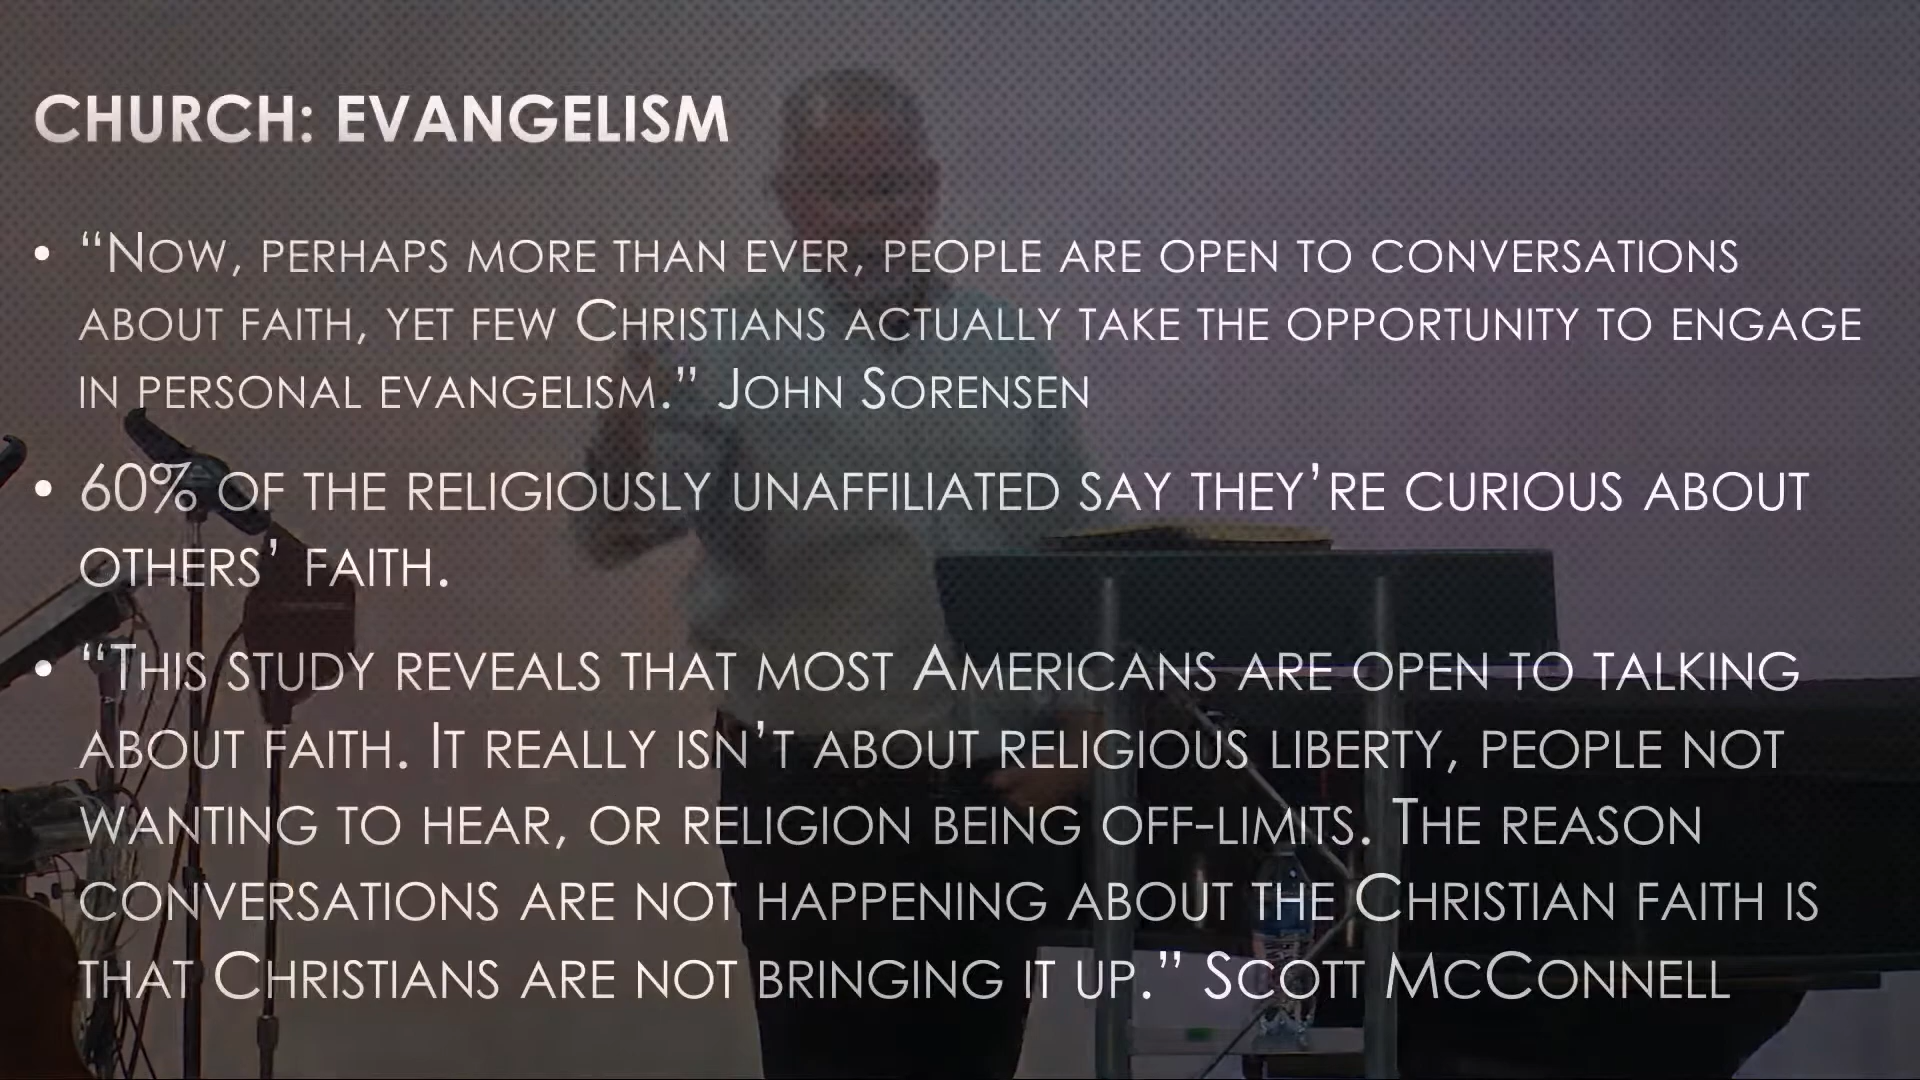 CHURCH: EVANGELISM
• “NOW, PERHAPS MORE THAN EVER, PEOPLE ARE OPEN TO CONVERSATIONS
ABOUT FAITH, YET FEW CHRISTIANS ACTUALLY TAKE THE OPPORTUNITY TO ENGAGE
IN PERSONAL EVANGELISM.” JOHN SORENSEN
• 60% OF THE RELIGIOUSLY UNAFFILIATED SAY THEY’RE CURIOUS ABOUT
OTHERS’ FAITH.
• “THIS STUDY REVEALS THAT MOST AMERICANS ARE OPEN TO TALKING
ABOUT FAITH. IT REALLY ISN’T ABOUT RELIGIOUS LIBERTY, PEOPLE NOT
WANTING TO HEAR, OR RELIGION BEING OFF-LIMITS. THE REASON
CONVERSATIONS ARE NOT HAPPENING ABOUT THE CHRISTIAN FAITH IS
THAT CHRISTIANS ARE NOT BRINGING IT UP.” SCOTT MCCONNELL